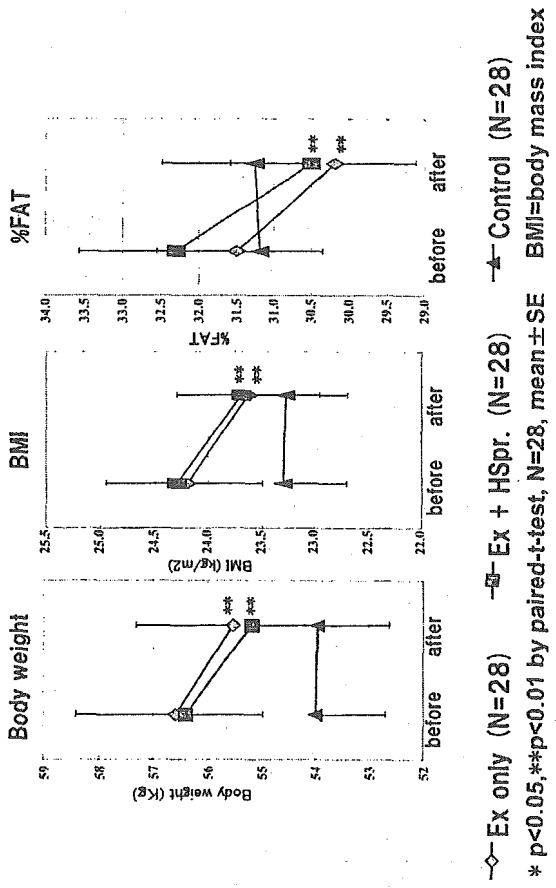 Body weight
Body weight (Kg)
59
58
57
56
55
54
53
52
before
after
**
**
BMI
BMI (kg/m2)
25.5
25.0
24.5
24.0
23.5
23.0
22.5
22.0
before
after
**
**
%FAT
%FAT
34.0
33.5
33.0
32.5
32.0
31.5
31.0
30.5
30.0
29.5
29.0
before
after
**
**
Ex only (N=28) Ex + HSpr. (N=28) Control (N=28)
* p<0.05,**p<0.01 by paired-t-test, N=28, mean±SE BMI=body mass index